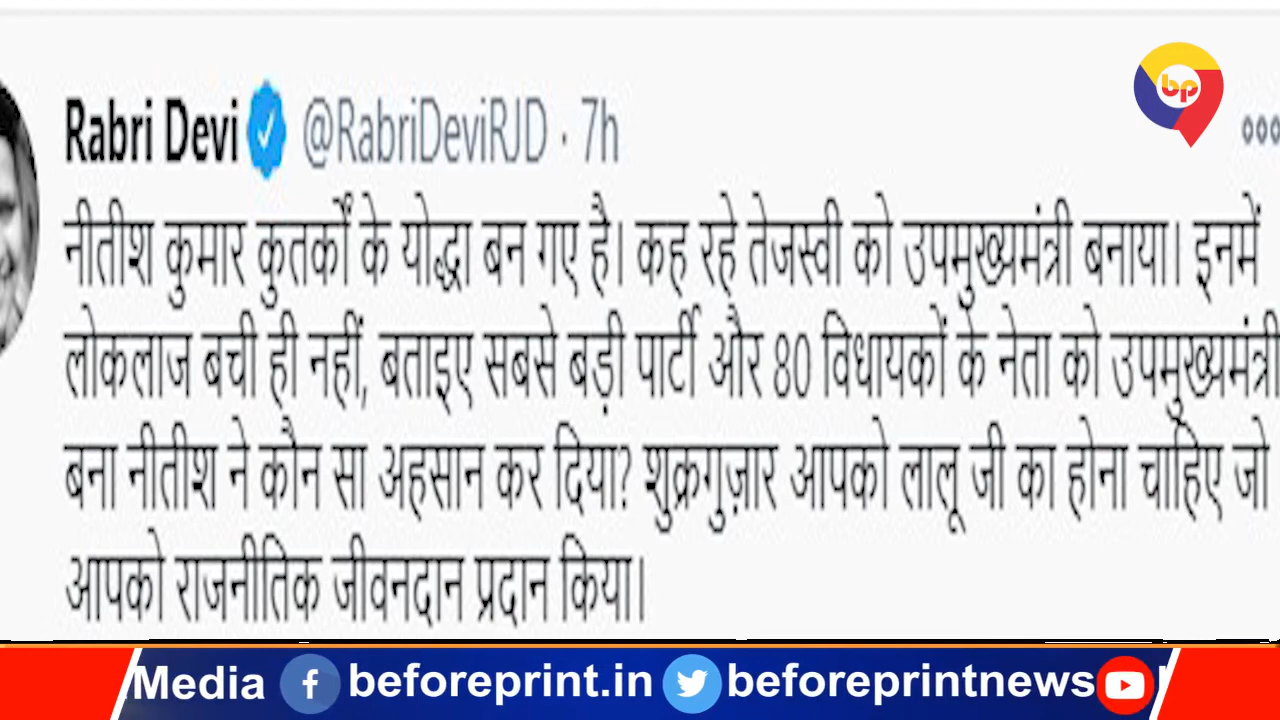 bp
Rabri Devi @RabriDeviRJD · 7h
नीतीश कुमार कुतर्कों के योद्धा बन गए है। कह रहे तेजस्वी को उपमुख्यमंत्री बनाया। इनमें
लोकलाज बची ही नहीं, बताइए सबसे बड़ी पार्टी और 80 विधायकों के नेता को उपमुख्यमंत्री
बना नीतीश ने कौन सा अहसान कर दिया? शुक्रगुज़ार आपको लालू जी का होना चाहिए जो
आपको राजनीतिक जीवनदान प्रदान किया।
Media beforeprint.in beforeprintnews